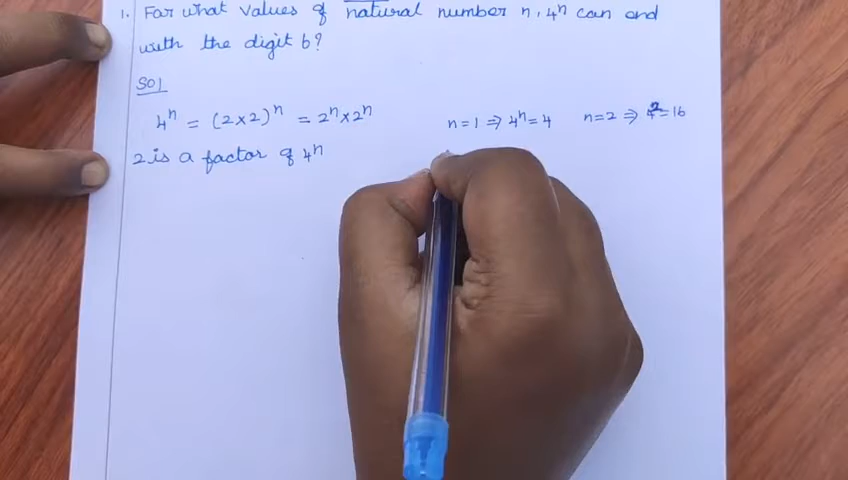 1. For what values of natural number n, 4ⁿ can end
with the digit 6?
Sol
4ⁿ = (2×2)ⁿ = 2ⁿ×2ⁿ
n=1 ⇒ 4ⁿ=4 n=2 ⇒ 4²=16
2 is a factor of 4ⁿ